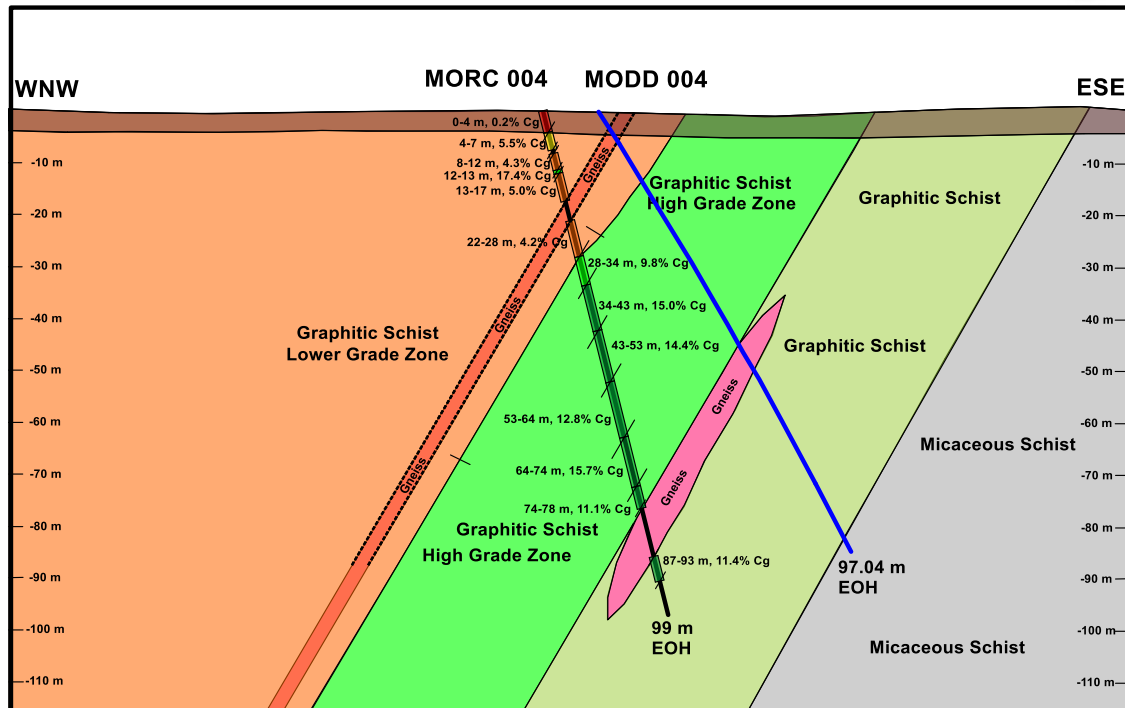 MORC 004
MODD 004
WNW
ESE
0-4 m, 0.2% Cg
4-7 m, 5.5% Cg
8-12 m, 4.3% Cg
12-13 m, 17.4% Cg
13-17 m, 5.0% Cg
22-28 m, 4.2% Cg
28-34 m, 9.8% Cg
34-43 m, 15.0% Cg
43-53 m, 14.4% Cg
53-64 m, 12.8% Cg
64-74 m, 15.7% Cg
74-78 m, 11.1% Cg
87-93 m, 11.4% Cg
99 m
EOH
97.04 m
EOH
Gneiss
Gneiss
Gneiss
Gneiss
Gneiss
Graphitic Schist
High Grade Zone
Graphitic Schist
Graphitic Schist
Lower Grade Zone
Graphitic Schist
Micaceous Schist
Graphitic Schist
High Grade Zone
Micaceous Schist
-10 m
-20 m
-30 m
-40 m
-50 m
-60 m
-70 m
-80 m
-90 m
-100 m
-110 m
-10 m
-20 m
-30 m
-40 m
-50 m
-60 m
-70 m
-80 m
-90 m
-100 m
-110 m